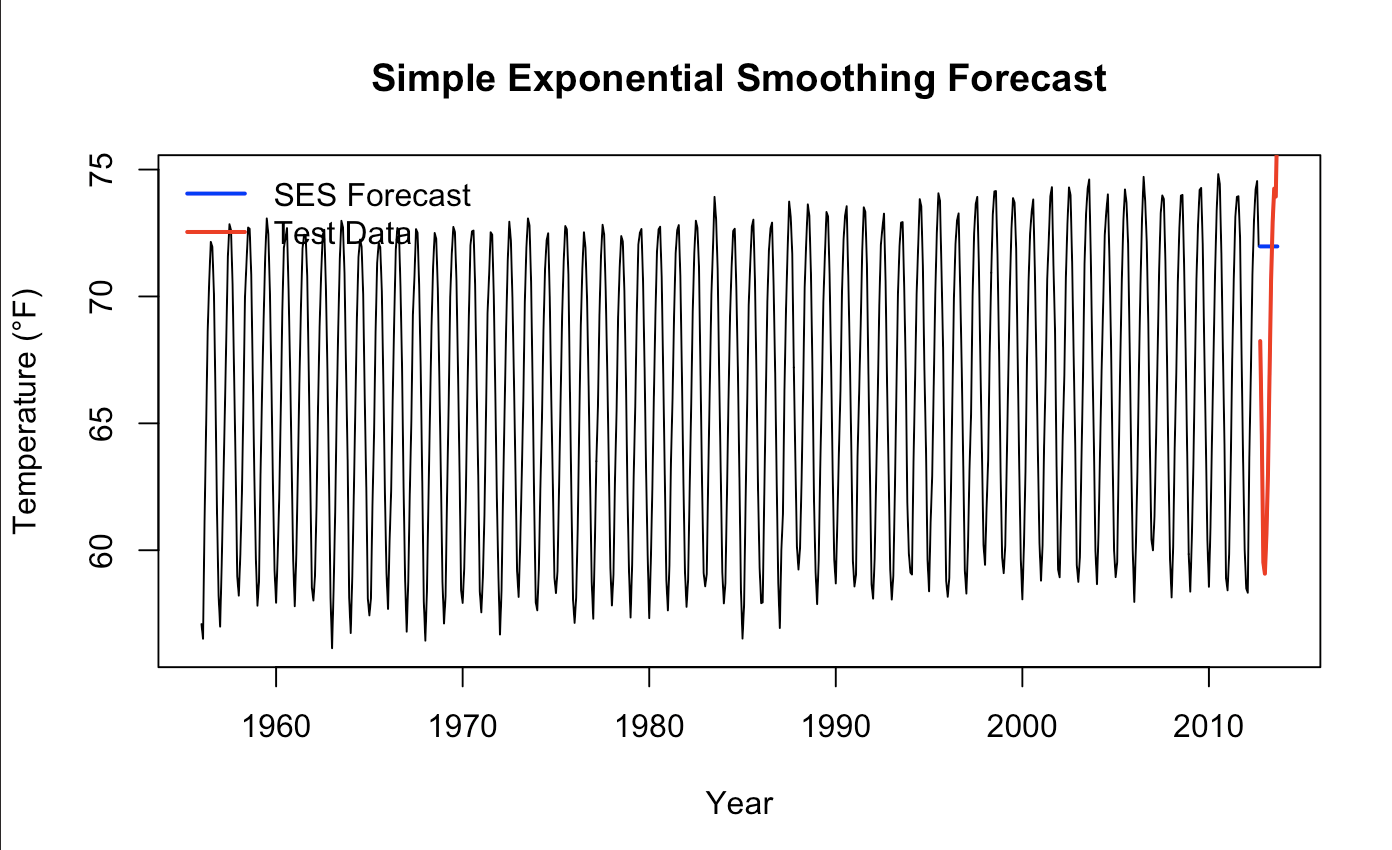 Simple Exponential Smoothing Forecast
75
70
65
60
Temperature (°F)
SES Forecast
Test Data
1960 1970 1980 1990 2000 2010
Year